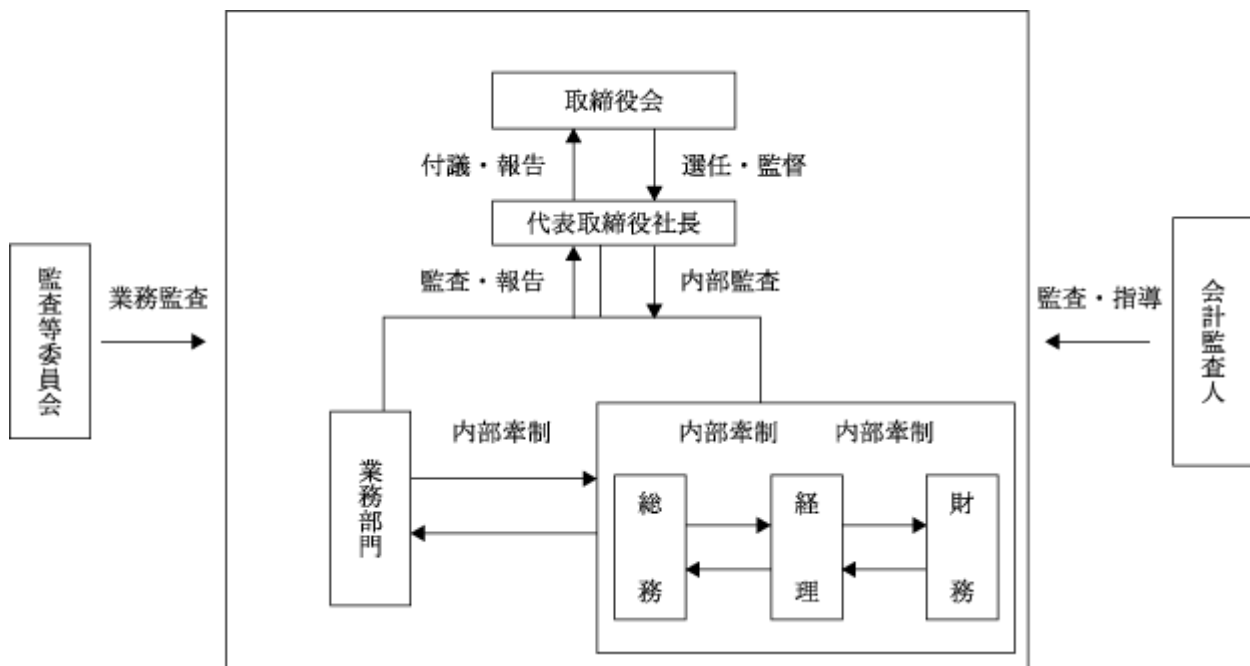 取締役会
付議・報告
選任・監督
代表取締役社長
監査・報告
内部監査
監査等委員会
業務監査
監査・指導
会計監査人
業務部門
内部牽制
内部牽制
内部牽制
総務
経理
財務